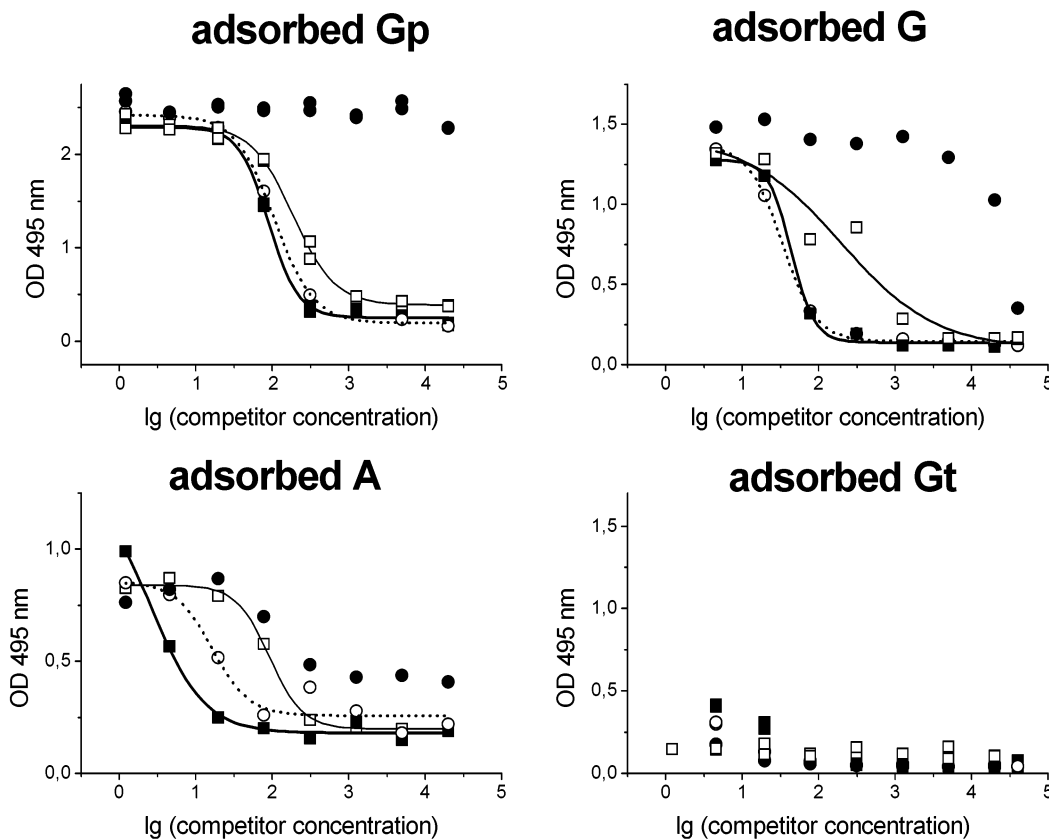 adsorbed Gp
OD 495 nm
2
1
0
0 1 2 3 4 5
lg (competitor concentration)
adsorbed G
OD 495 nm
1,5
1,0
0,5
0,0
0 1 2 3 4 5
lg (competitor concentration)
adsorbed A
OD 495 nm
1,0
0,5
0,0
0 1 2 3 4 5
lg (competitor concentration)
adsorbed Gt
OD 495 nm
1,5
1,0
0,5
0,0
0 1 2 3 4 5
lg (competitor concentration)